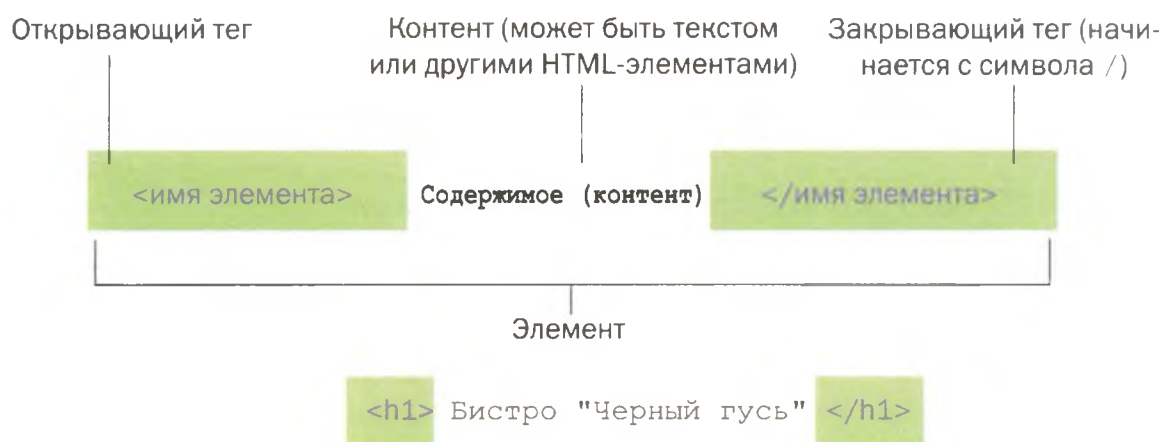 Открывающий тег
Контент (может быть текстом
или другими HTML-элементами)
Закрывающий тег (начи-
нается с символа /)
<имя элемента> Содержимое (контент) </имя элемента>
Элемент
<h1> Бистро "Черный гусь" </h1>